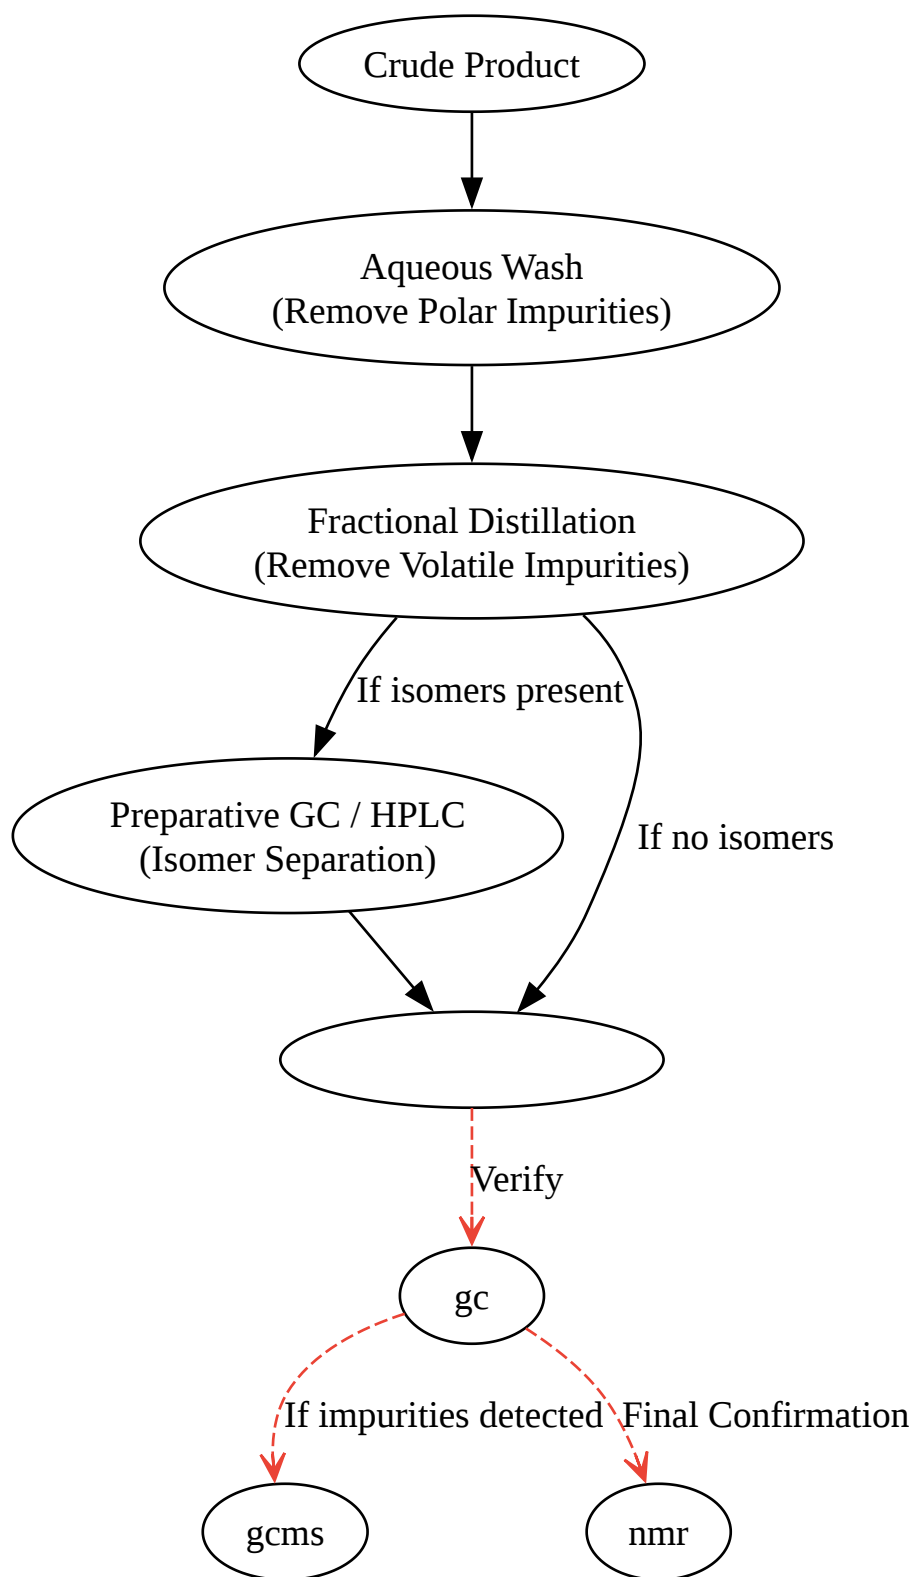 Crude Product
Aqueous Wash
(Remove Polar Impurities)
Fractional Distillation
(Remove Volatile Impurities)
If isomers present
Preparative GC / HPLC
(Isomer Separation)
If no isomers
Verify
gc
If impurities detected
Final Confirmation
gcms
nmr